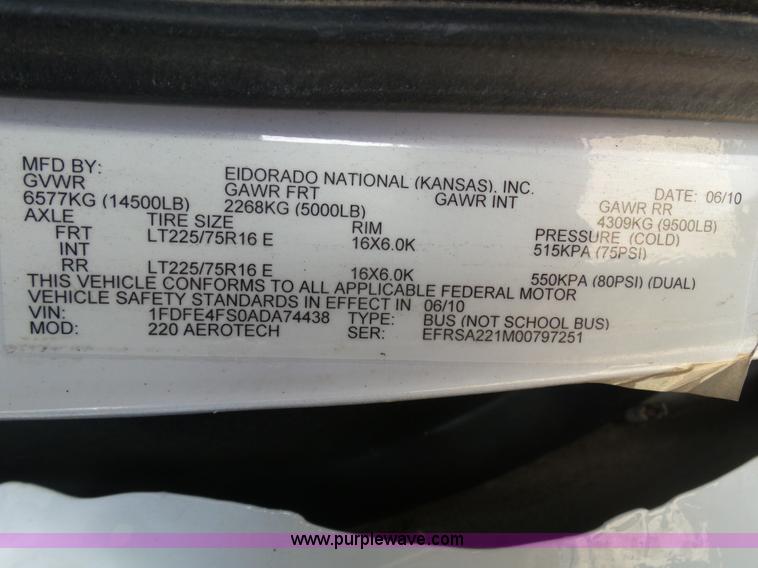 MFD BY: EIDORADO NATIONAL (KANSAS). INC. DATE: 06/10
GVWR GAWR FRT GAWR INT GAWR RR
6577KG (14500LB) 2268KG (5000LB) 4309KG (9500LB)
AXLE TIRE SIZE RIM PRESSURE (COLD)
FRT LT225/75R16 E 16X6.0K 515KPA (75PSI)
INT
RR LT225/75R16 E 16X6.0K 550KPA (80PSI) (DUAL)
THIS VEHICLE CONFORMS TO ALL APPLICABLE FEDERAL MOTOR
VEHICLE SAFETY STANDARDS IN EFFECT IN 06/10
VIN: 1FDFE4FS0ADA74438 TYPE: BUS (NOT SCHOOL BUS)
MOD: 220 AEROTECH SER: EFRSA221M00797251
www.purplewave.com